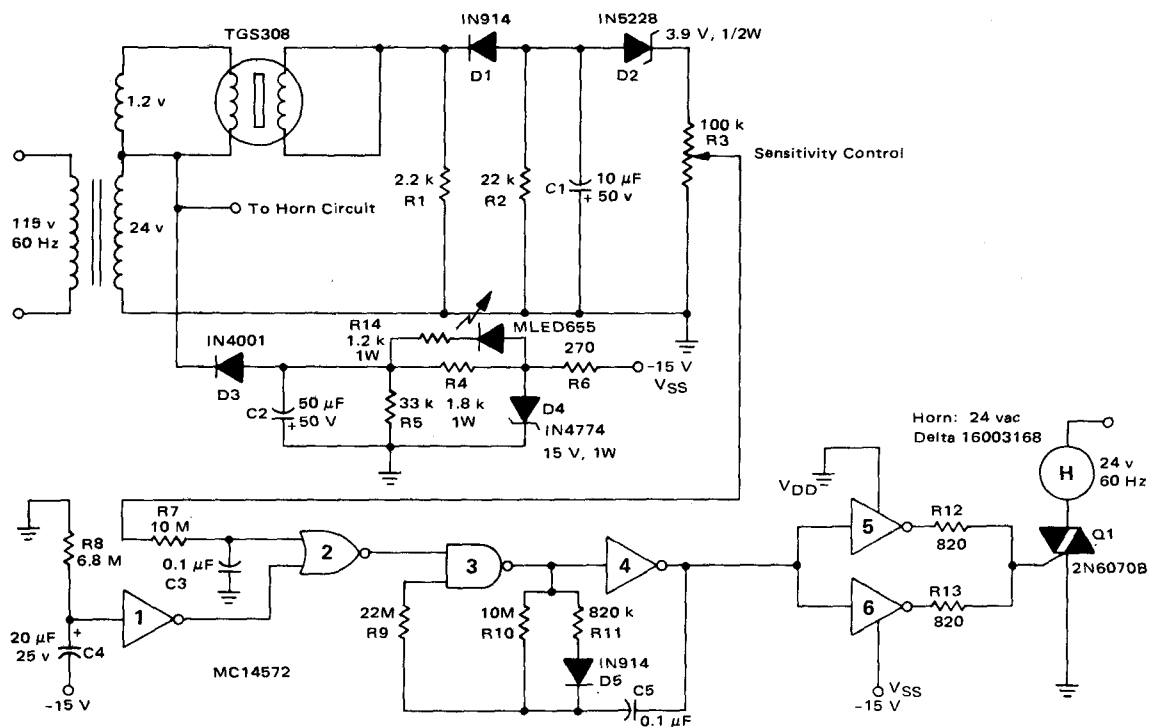 TGS308
IN914
IN5228
3.9 V, 1/2W
D1
D2
1.2 v
100 k
R3
Sensitivity Control
2.2 k
R1
22 k
R2
C1
10 μF
+ 50 v
115 v
60 Hz
24 v
To Horn Circuit
R14
1.2 k
1W
MLED655
270
R6
-15 V
VSS
IN4001
D3
C2
50 μF
+ 50 V
33 k
R5
R4
1.8 k
1W
D4
IN4774
15 V, 1W
Horn: 24 vac
Delta 16003168
H
24 v
60 Hz
VDD
R7
10 M
R8
6.8 M
0.1 μF
C3
2
3
4
5
R12
820
Q1
2N6070B
1
22M
R9
10M
R10
820 k
R11
6
R13
820
20 μF
25 v
+
C4
-15 V
MC14572
IN914
D5
C5
0.1 μF
VSS
-15 V